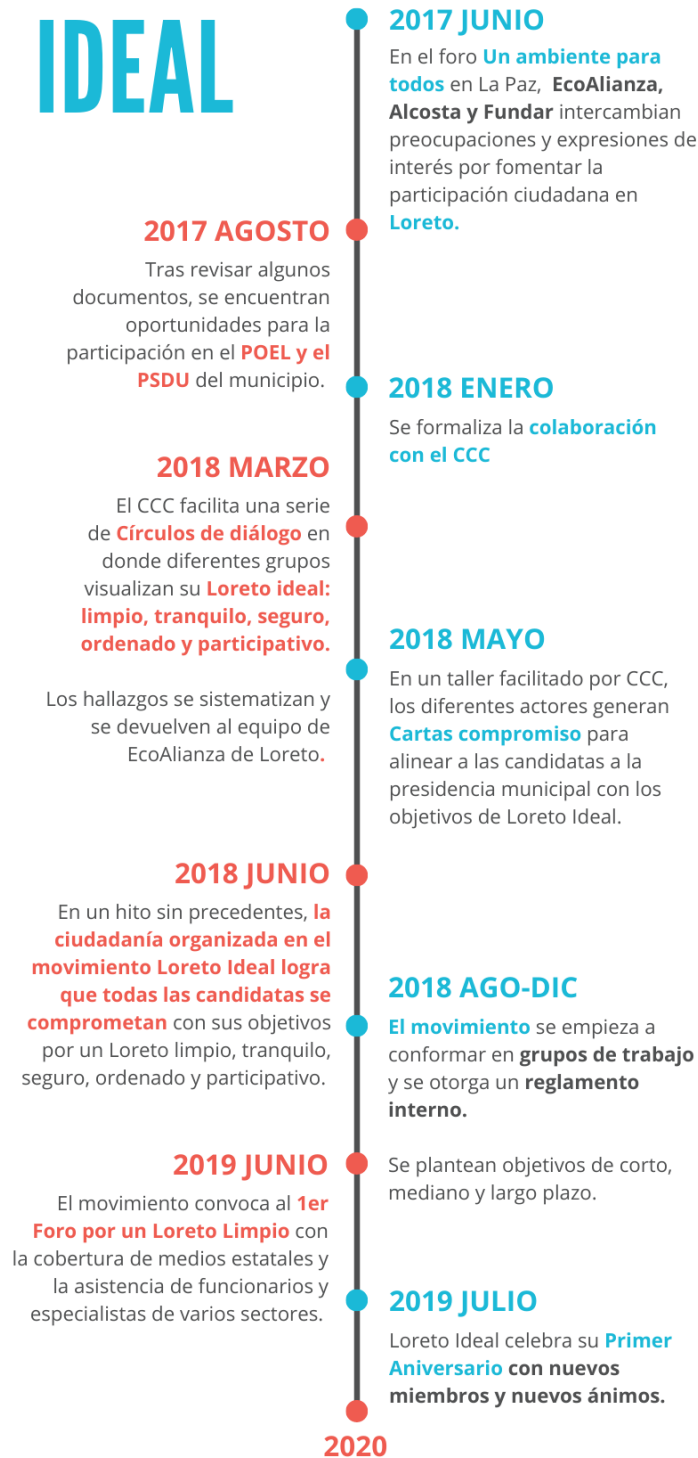 IDEAL
2017 JUNIO
En el foro Un ambiente para
todos en La Paz, EcoAlianza,
Alcosta y Fundar intercambian
preocupaciones y expresiones de
interés por fomentar la
participación ciudadana en
Loreto.
2017 AGOSTO
Tras revisar algunos
documentos, se encuentran
oportunidades para la
participación en el POEL y el
PSDU del municipio.
2018 ENERO
Se formaliza la colaboración
con el CCC
2018 MARZO
El CCC facilita una serie
de Círculos de diálogo en
donde diferentes grupos
visualizan su Loreto ideal:
limpio, tranquilo, seguro,
ordenado y participativo.
Los hallazgos se sistematizan y
se devuelven al equipo de
EcoAlianza de Loreto.
2018 MAYO
En un taller facilitado por CCC,
los diferentes actores generan
Cartas compromiso para
alinear a las candidatas a la
presidencia municipal con los
objetivos de Loreto Ideal.
2018 JUNIO
En un hito sin precedentes, la
ciudadanía organizada en el
movimiento Loreto Ideal logra
que todas las candidatas se
comprometan con sus objetivos
por un Loreto limpio, tranquilo,
seguro, ordenado y participativo.
2018 AGO-DIC
El movimiento se empieza a
conformar en grupos de trabajo
y se otorga un reglamento
interno.
Se plantean objetivos de corto,
mediano y largo plazo.
2019 JUNIO
El movimiento convoca al 1er
Foro por un Loreto Limpio con
la cobertura de medios estatales y
la asistencia de funcionarios y
especialistas de varios sectores.
2019 JULIO
Loreto Ideal celebra su Primer
Aniversario con nuevos
miembros y nuevos ánimos.
2020